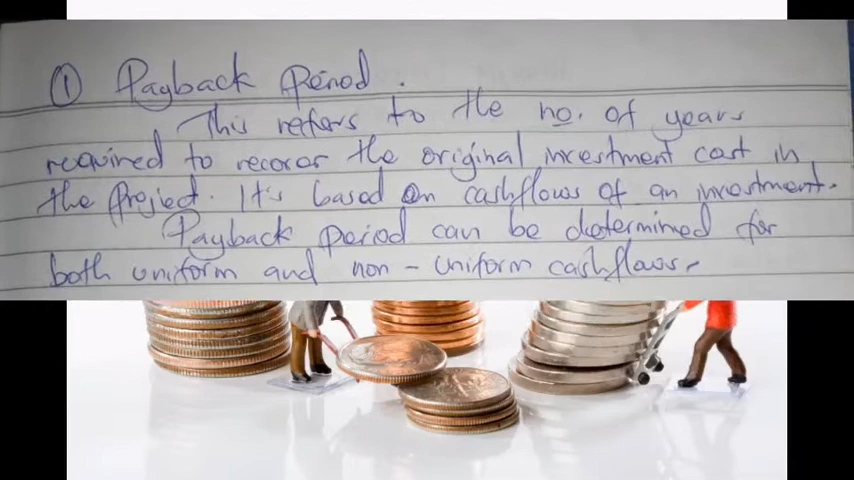 ① Payback Period.
This refers to the no. of years
required to recover the original investment cost in
the Project. It's based on cashflows of an investment.
Payback period can be determined for
both uniform and non-uniform cashflows.